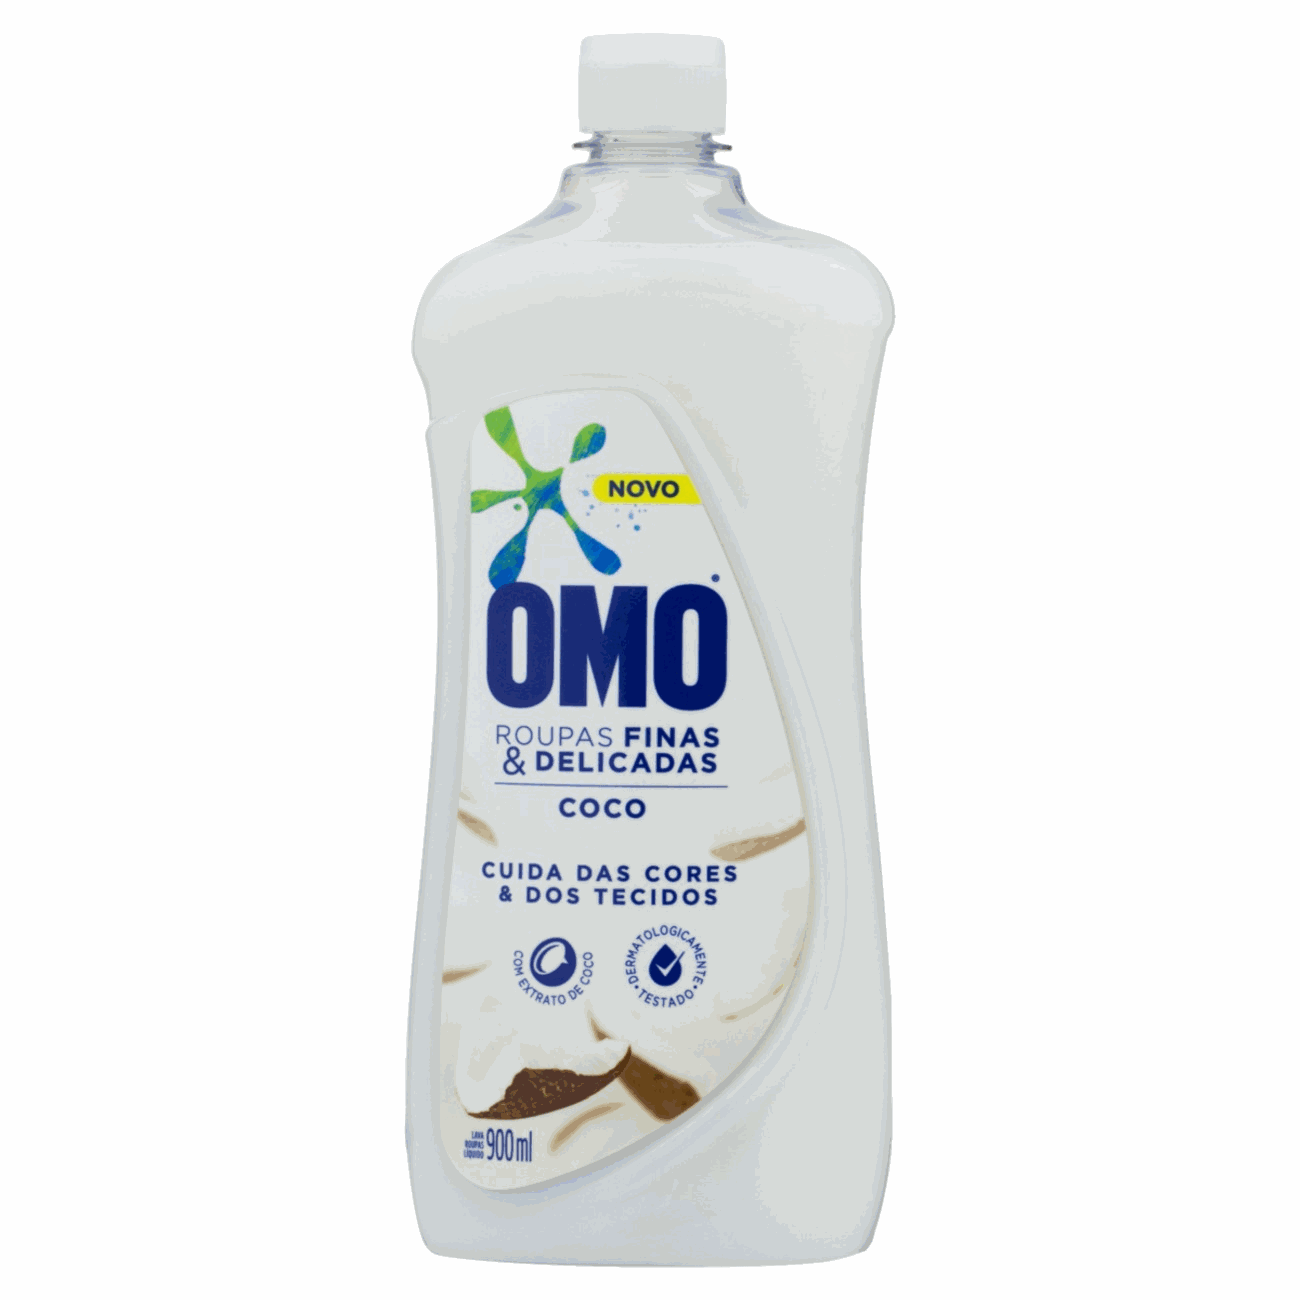 NOVO
OMO®
ROUPAS FINAS
& DELICADAS
COCO
CUIDA DAS CORES
& DOS TECIDOS
COM EXTRATO DE COCO
• DERMATOLOGICAMENTE • TESTADO
LAVA
ROUPAS
LÍQUIDO
900ml